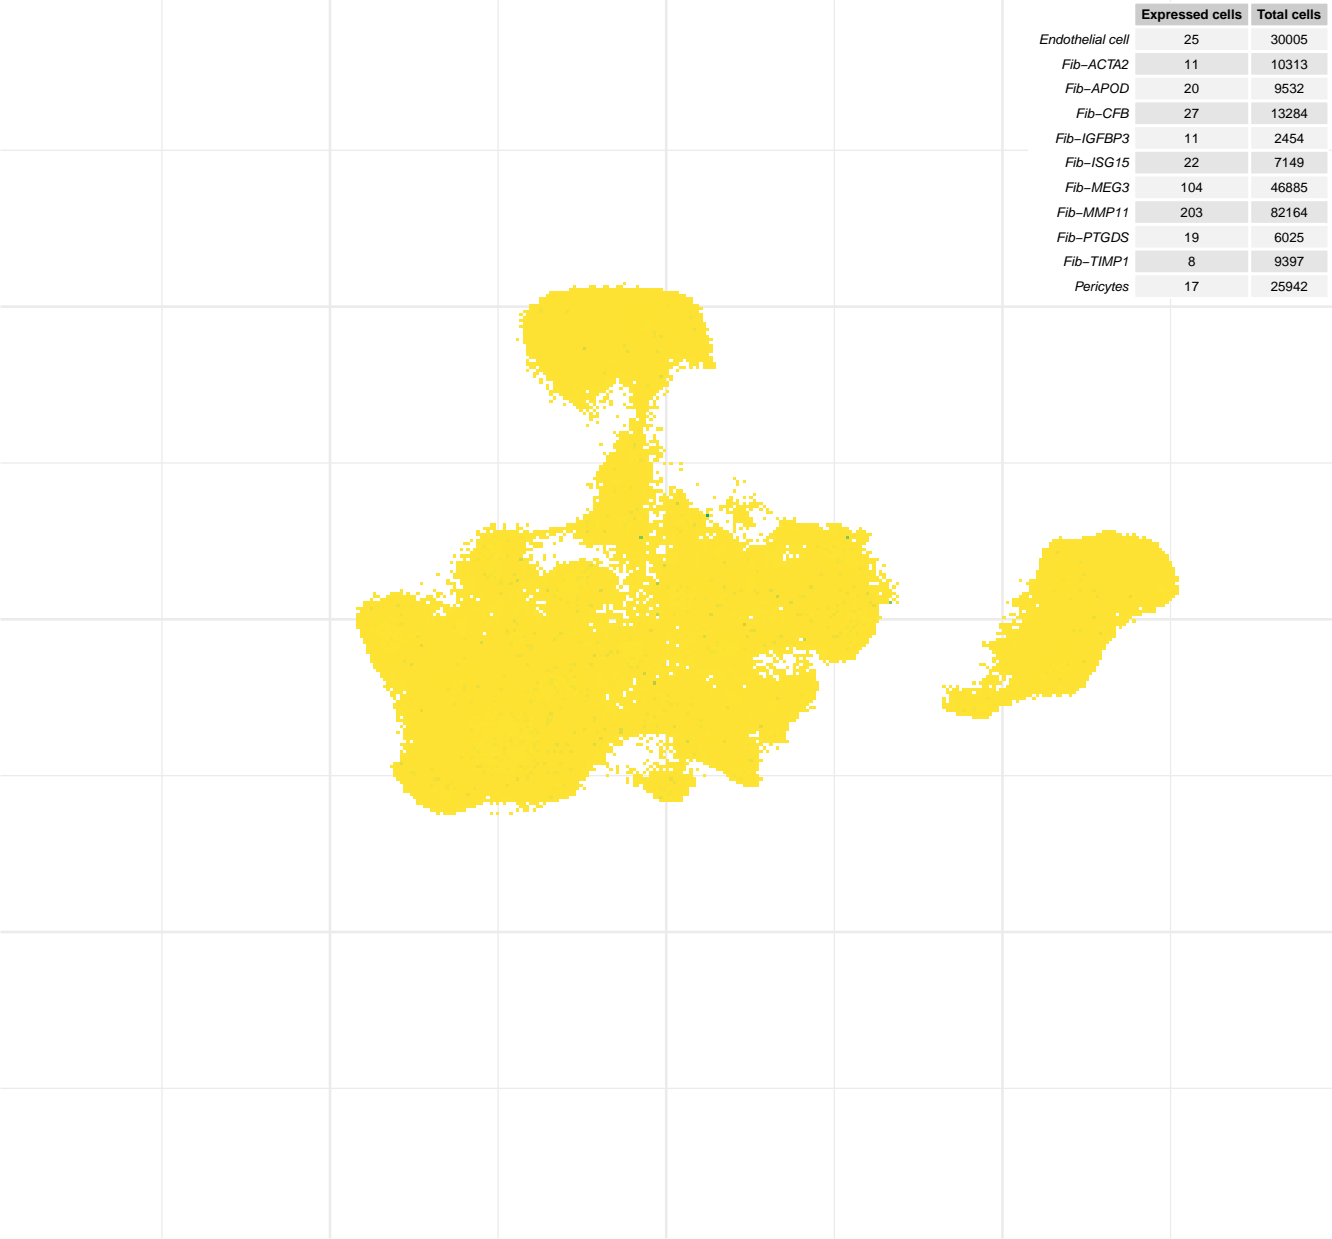 Expressed cells Total cells
Endothelial cell 25 30005
Fib−ACTA2 11 10313
Fib−APOD 20 9532
Fib−CFB 27 13284
Fib−IGFBP3 11 2454
Fib−ISG15 22 7149
Fib−MEG3 104 46885
Fib−MMP11 203 82164
Fib−PTGDS 19 6025
Fib−TIMP1 8 9397
Pericytes 17 25942